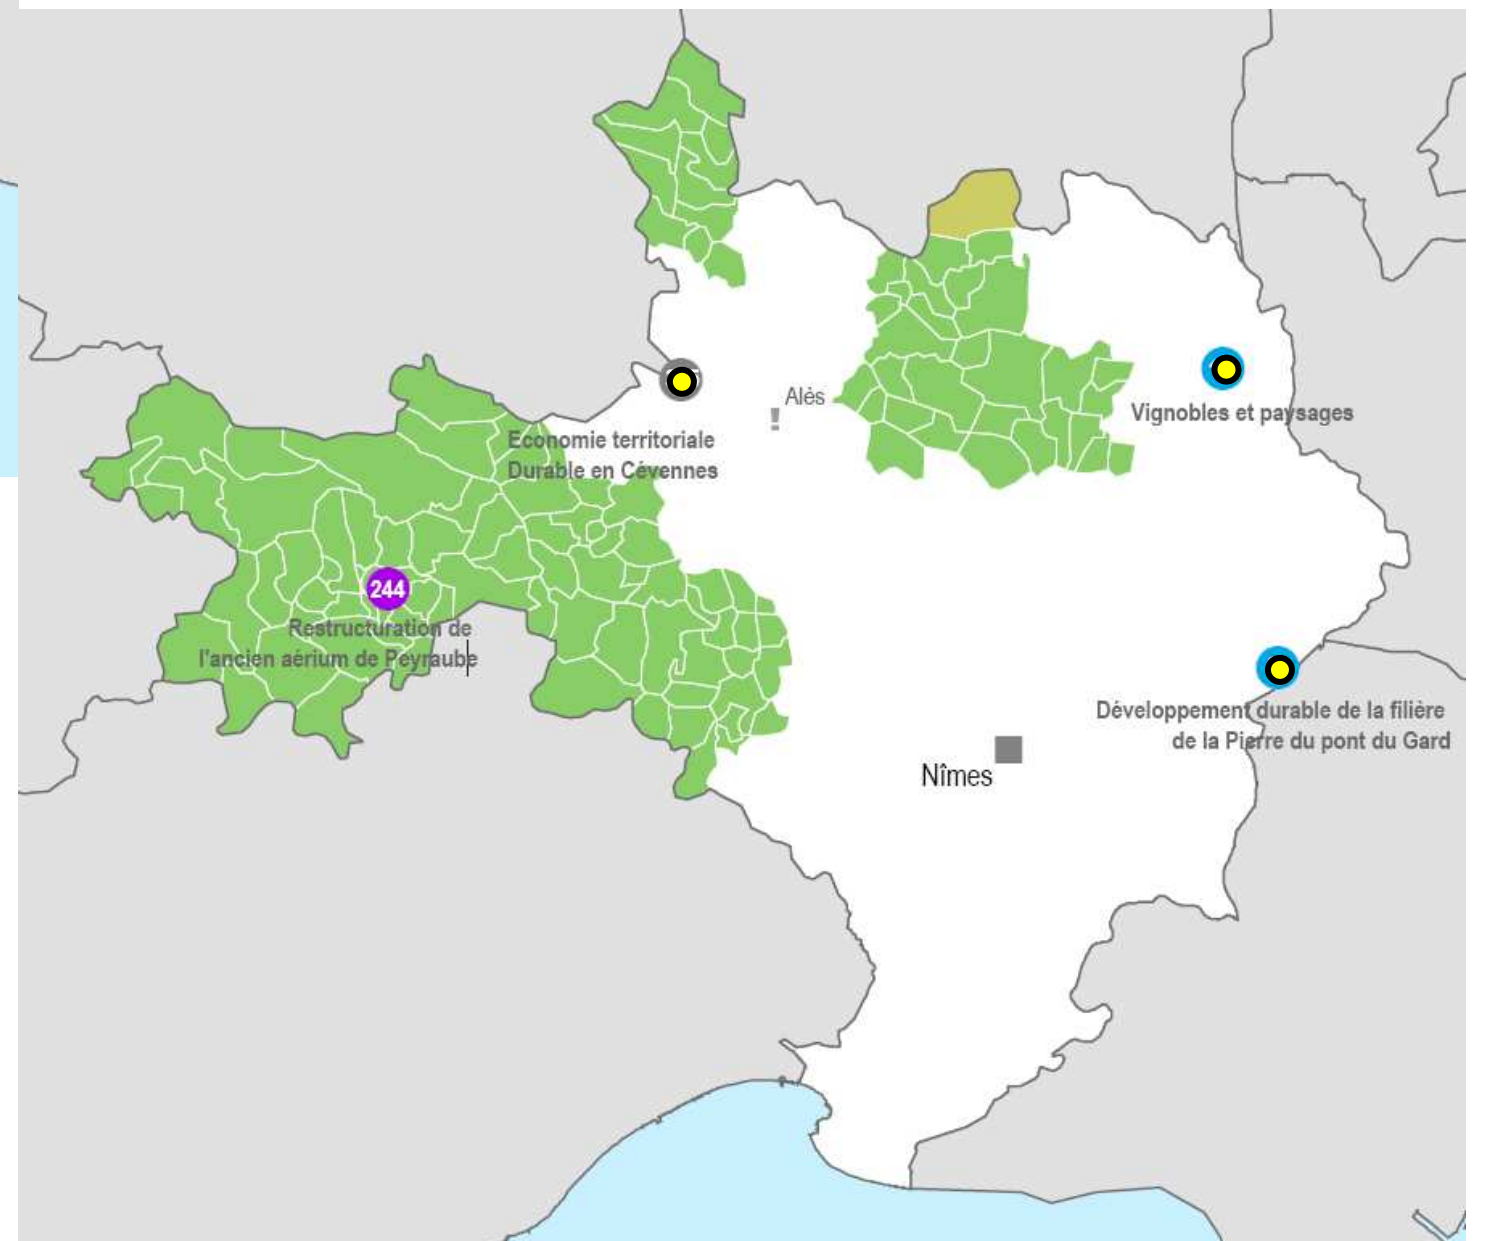 Alès
Vignobles et paysages
Economie territoriale
Durable en Cévennes
244
Restructuration de
l'ancien aérium de Peyraube
Développement durable de la filière
de la Pierre du pont du Gard
Nîmes